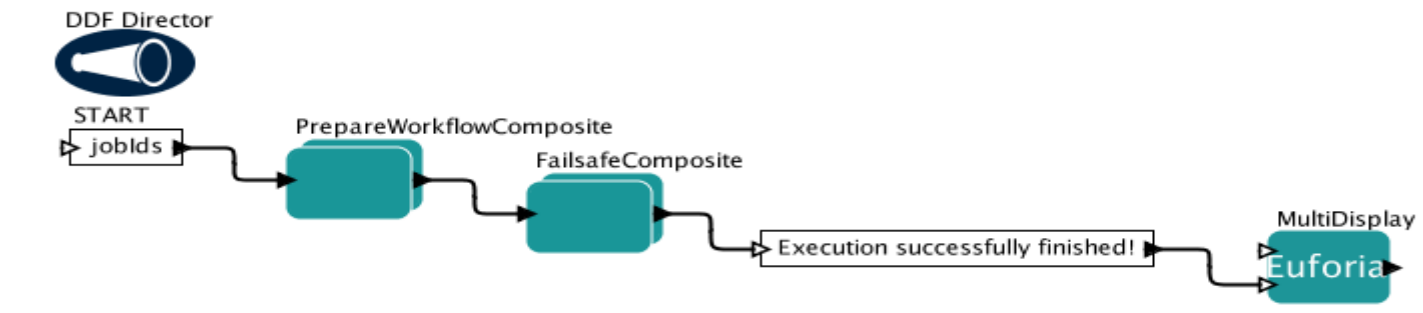 DDF Director
START
jobIds
PrepareWorkflowComposite
FailsafeComposite
Execution successfully finished!
MultiDisplay
Euforia